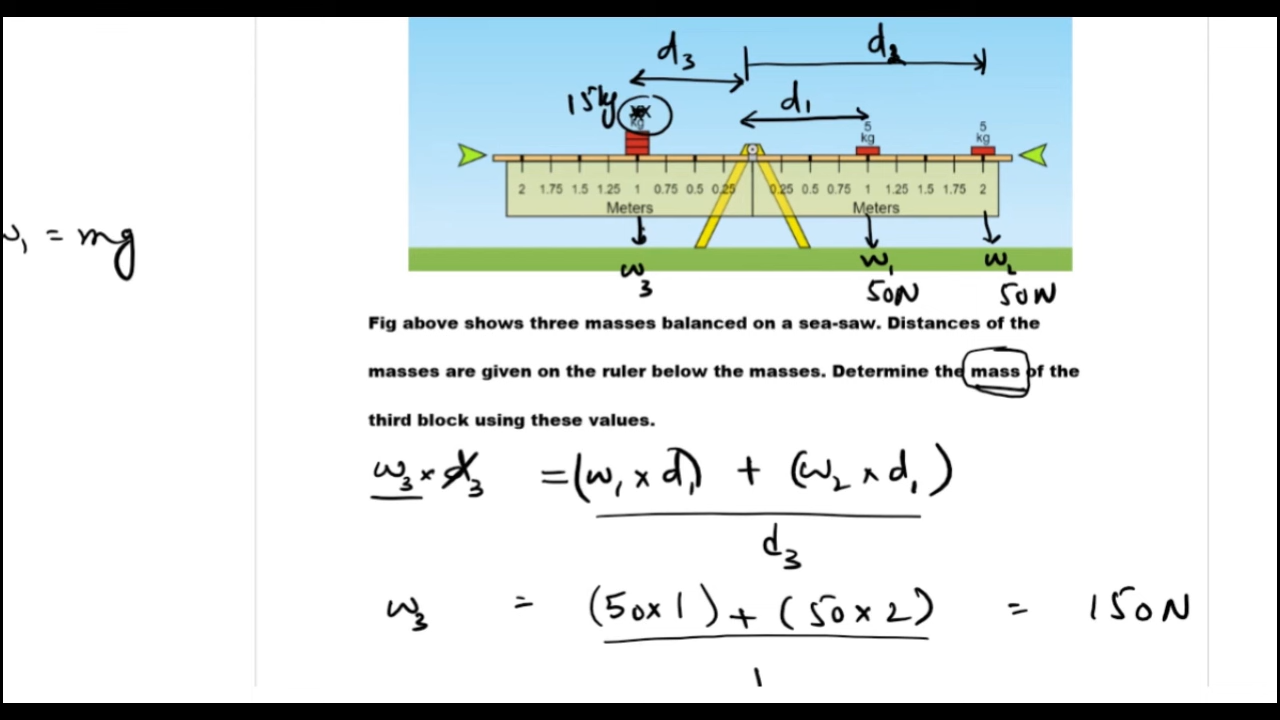 d3 d2
15kg kg d1 5 kg 5 kg
2 1.75 1.5 1.25 1 0.75 0.5 0.25 0.25 0.5 0.75 1 1.25 1.5 1.75 2
Meters Meters
w1 = mg
w3 w1 w2
50N 50N
Fig above shows three masses balanced on a sea-saw. Distances of the
masses are given on the ruler below the masses. Determine the mass of the
third block using these values.
w3 × d3 = (w1 × d1) + (w2 × d1)
d3
w3 = (50×1) + (50×2) = 150N
1